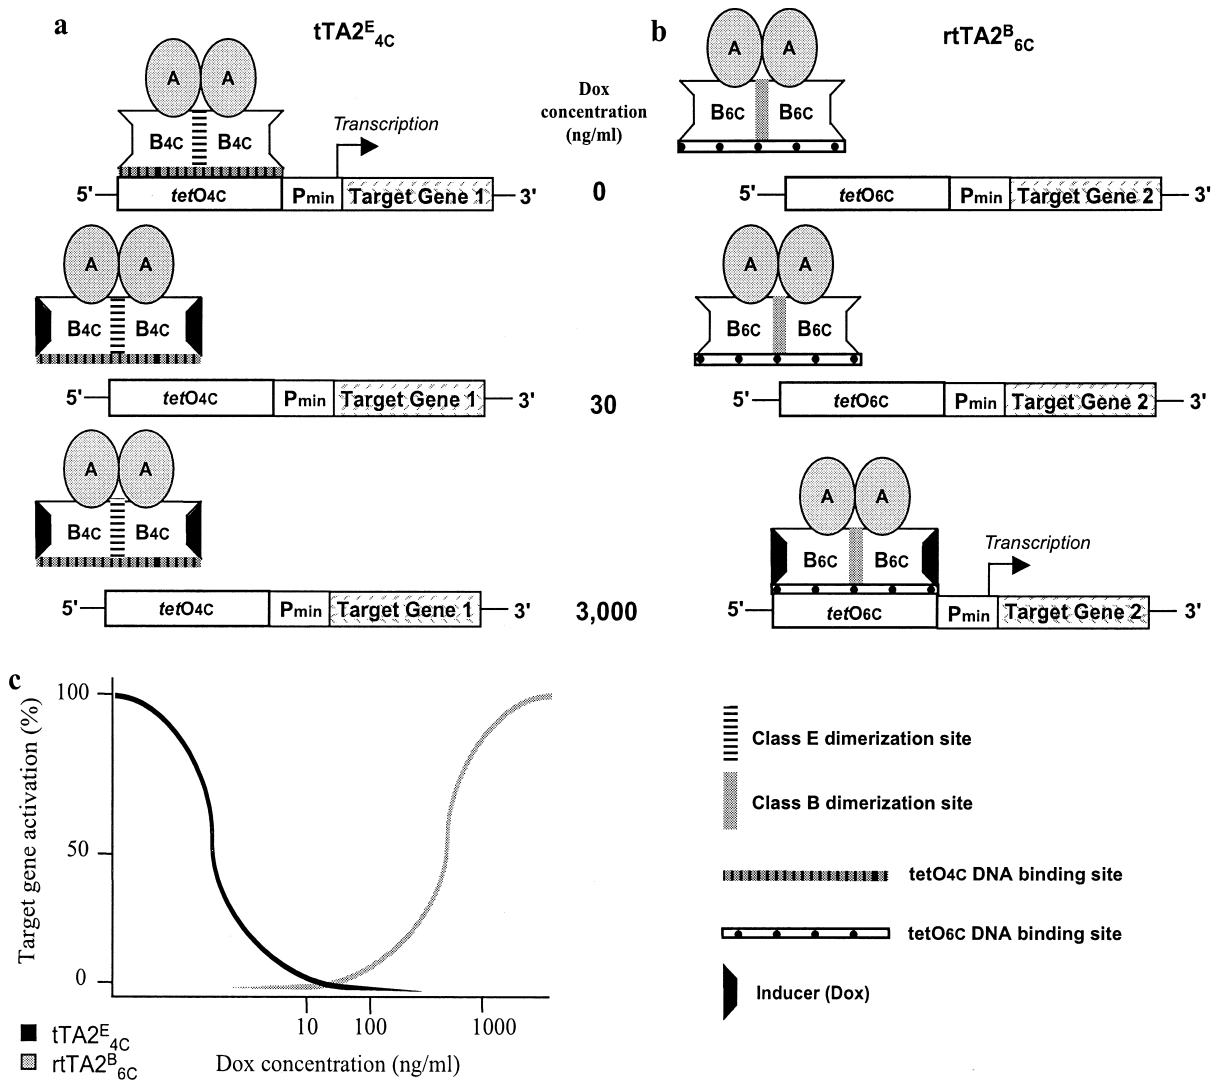 a
tTA2E4C
b
rtTA2B6C
Dox
concentration
(ng/ml)
A A
B4C B4C
Transcription
5' tetO4C Pmin Target Gene 1 3'
0
A A
B6C B6C
5' tetO6C Pmin Target Gene 2 3'
A A
B4C B4C
5' tetO4C Pmin Target Gene 1 3'
30
A A
B6C B6C
5' tetO6C Pmin Target Gene 2 3'
A A
B4C B4C
5' tetO4C Pmin Target Gene 1 3'
3,000
A A
B6C B6C
Transcription
5' tetO6C Pmin Target Gene 2 3'
c
Target gene activation (%)
100
50
0
10 100 1000
Dox concentration (ng/ml)
tTA2E4C
rtTA2B6C
Class E dimerization site
Class B dimerization site
tetO4C DNA binding site
tetO6C DNA binding site
Inducer (Dox)